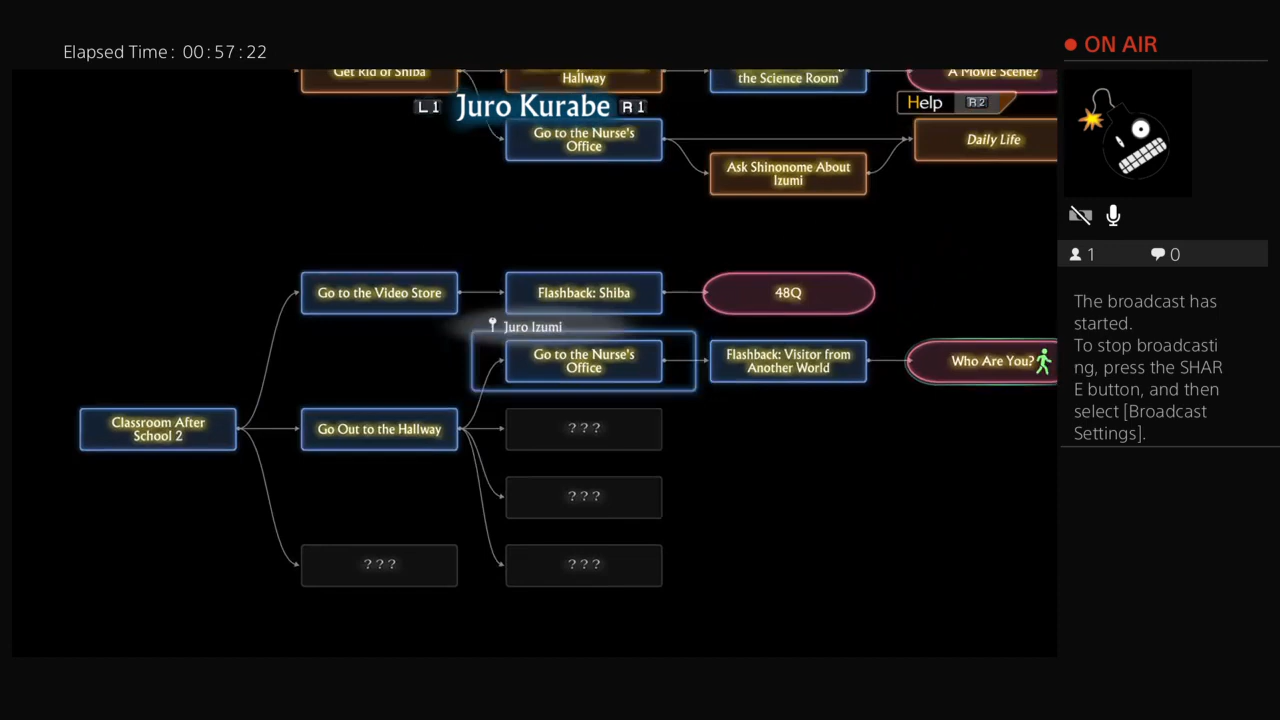 Elapsed Time: 00:57:22
ON AIR
Get Rid of Shiba
Hallway
the Science Room
A Movie Scene?
L1 Juro Kurabe R1
Help R2
Go to the Nurse's
Office
Daily Life
Ask Shinonome About
Izumi
1
0
Go to the Video Store
Flashback: Shiba
48Q
Juro Izumi
Go to the Nurse's
Office
Flashback: Visitor from
Another World
Who Are You?
Classroom After
School 2
Go Out to the Hallway
???
???
???
???
The broadcast has
started.
To stop broadcasti
ng, press the SHAR
E button, and then
select [Broadcast
Settings].